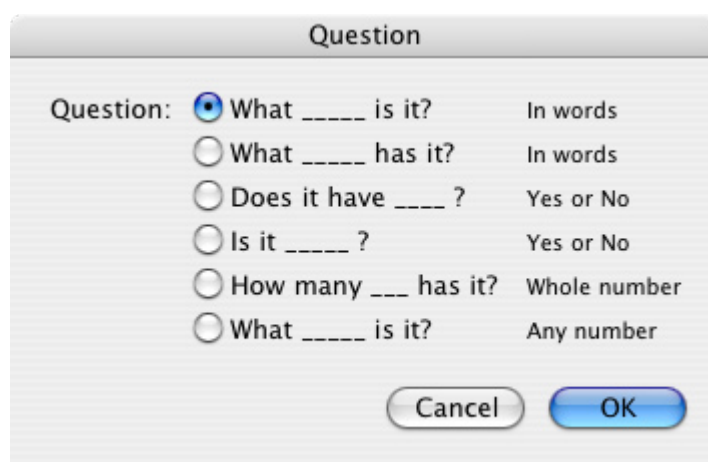 Question
Question: What _____ is it? In words
What _____ has it? In words
Does it have ____ ? Yes or No
Is it _____ ? Yes or No
How many ___ has it? Whole number
What _____ is it? Any number
Cancel OK